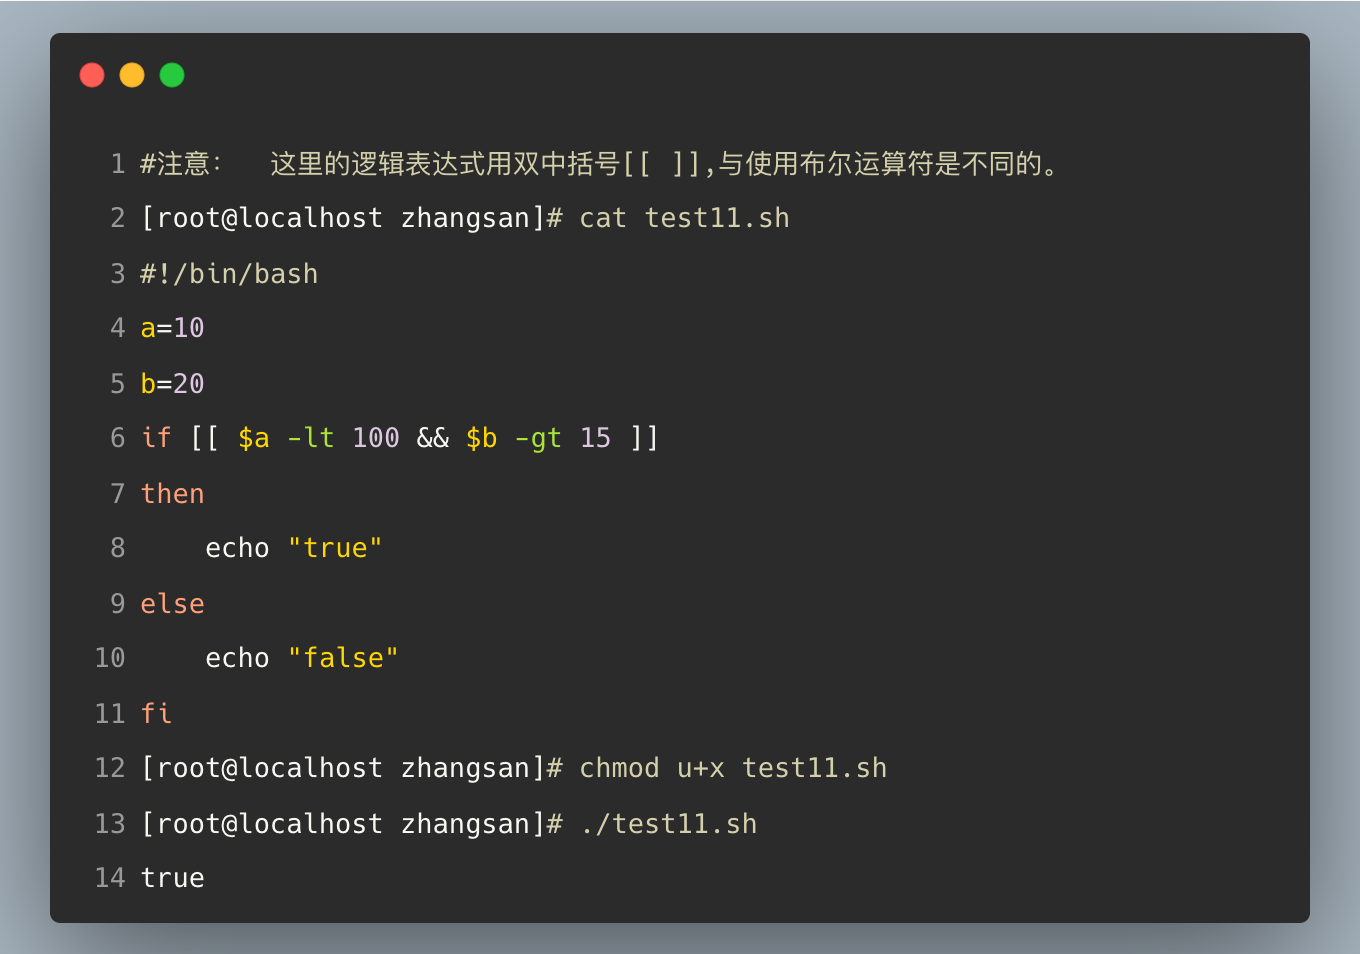 1 #注意：  这里的逻辑表达式用双中括号[[ ]],与使用布尔运算符是不同的。
2 [root@localhost zhangsan]# cat test11.sh
3 #!/bin/bash
4 a=10
5 b=20
6 if [[ $a -lt 100 && $b -gt 15 ]]
7 then
8     echo "true"
9 else
10     echo "false"
11 fi
12 [root@localhost zhangsan]# chmod u+x test11.sh
13 [root@localhost zhangsan]# ./test11.sh
14 true